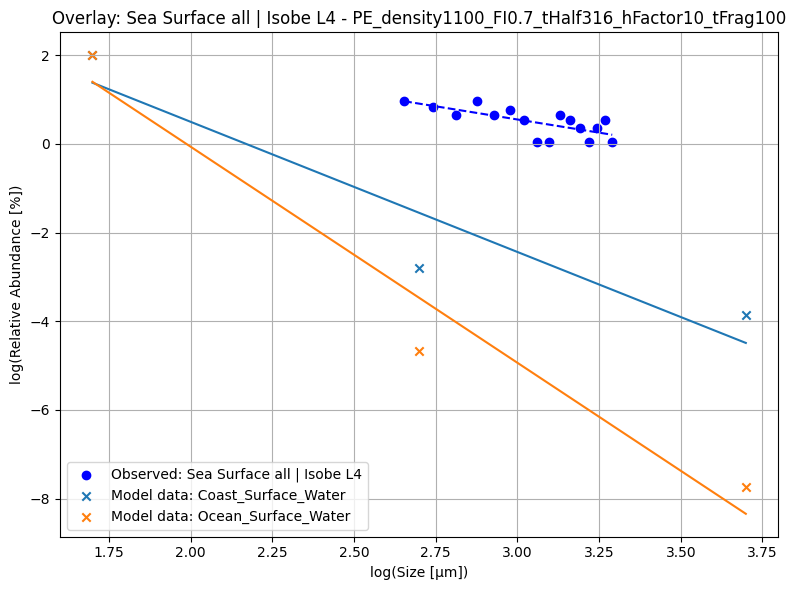 Overlay: Sea Surface all | Isobe L4 - PE_density1100_FI0.7_tHalf316_hFactor10_tFrag100
log(Relative Abundance [%])
2
0
−2
−4
−6
−8
Observed: Sea Surface all | Isobe L4
Model data: Coast_Surface_Water
Model data: Ocean_Surface_Water
1.75 2.00 2.25 2.50 2.75 3.00 3.25 3.50 3.75
log(Size [μm])